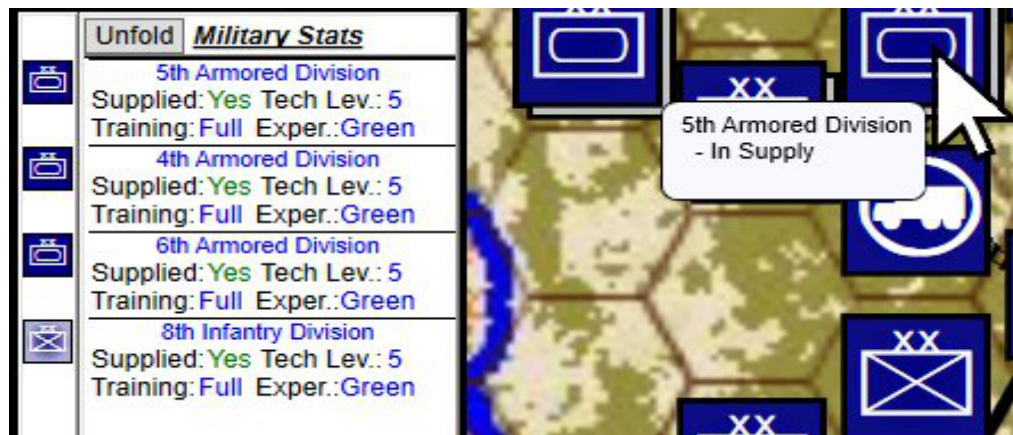 Unfold Military Stats
5th Armored Division
Supplied: Yes Tech Lev.: 5
Training: Full Exper.:Green
4th Armored Division
Supplied: Yes Tech Lev.: 5
Training: Full Exper.:Green
6th Armored Division
Supplied: Yes Tech Lev.: 5
Training: Full Exper.:Green
8th Infantry Division
Supplied: Yes Tech Lev.: 5
Training: Full Exper.:Green
XX
5th Armored Division
- In Supply
XX
XX